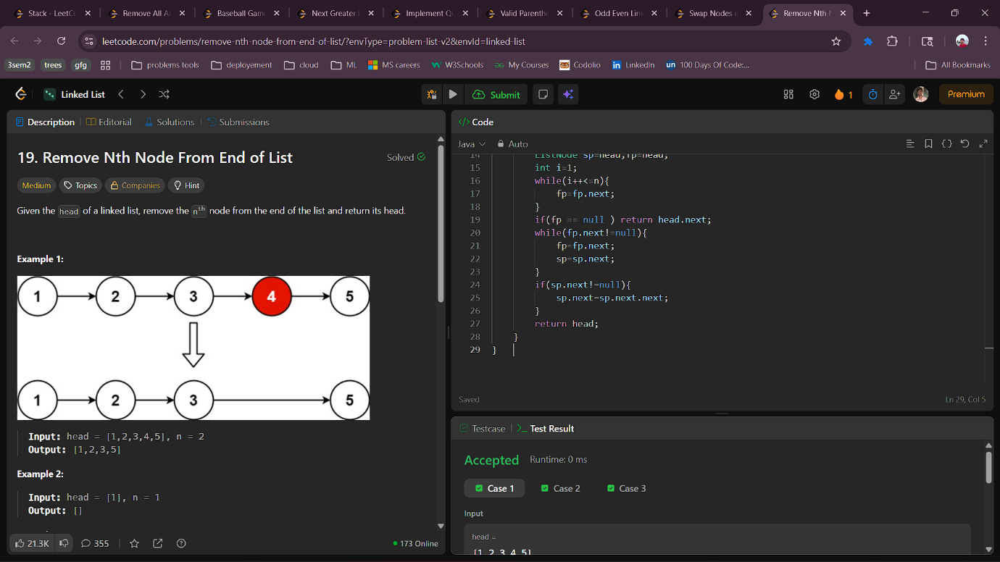 Stack - LeetCo
Remove All A
Baseball Gam
Next Greater
Implement Q
Valid Parenth
Odd Even Lin
Swap Nodes i
Remove Nth N
leetcode.com/problems/remove-nth-node-from-end-of-list/?envType=problem-list-v2&envId=linked-list
3sem2 trees gfg problems tools deployement cloud ML MS careers W3Schools My Courses Codolio LinkedIn 100 Days Of Code:... All Bookmarks
Linked List
Submit
1
Premium
Description Editorial Solutions Submissions
19. Remove Nth Node From End of List
Solved
Medium Topics Companies Hint
Given the head of a linked list, remove the nth node from the end of the list and return its head.
Example 1:
1 2 3 4 5
1 2 3 5
Input: head = [1,2,3,4,5], n = 2
Output: [1,2,3,5]
Example 2:
Input: head = [1], n = 1
Output: []
21.3K 355
173 Online
</> Code
Java Auto
14 ListNode sp=head,fp=head;
15 int i=1;
16 while(i++<=n){
17 fp=fp.next;
18 }
19 if(fp == null ) return head.next;
20 while(fp.next!=null){
21 fp=fp.next;
22 sp=sp.next;
23 }
24 if(sp.next!=null){
25 sp.next=sp.next.next;
26 }
27 return head;
28 }
29 }
Saved
Ln 29, Col 5
Testcase >_ Test Result
Accepted Runtime: 0 ms
Case 1 Case 2 Case 3
Input
head =
[1,2,3,4,5]